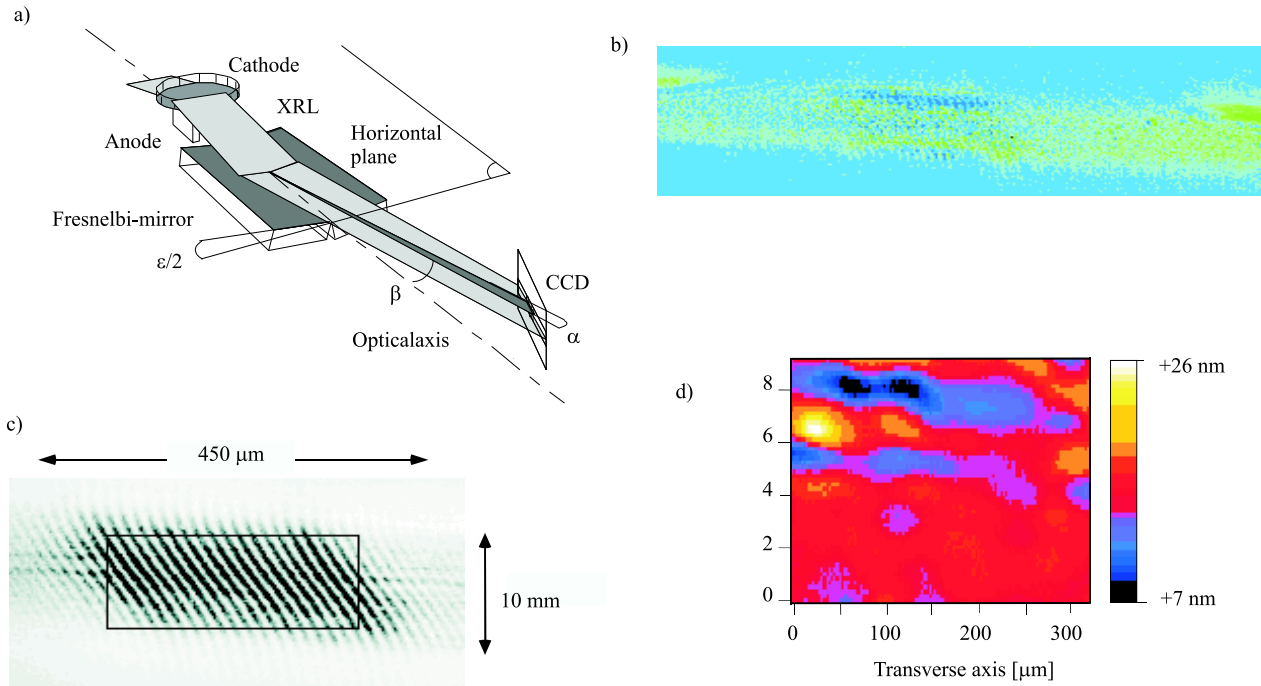 a)
Cathode
XRL
Anode
Horizontal
plane
Fresnelbi-mirror
ε/2
β
CCD
α
Opticalaxis
b)
c)
450 μm
10 mm
d)
8
6
4
2
0
0
100
200
300
Transverse axis [μm]
+26 nm
+7 nm